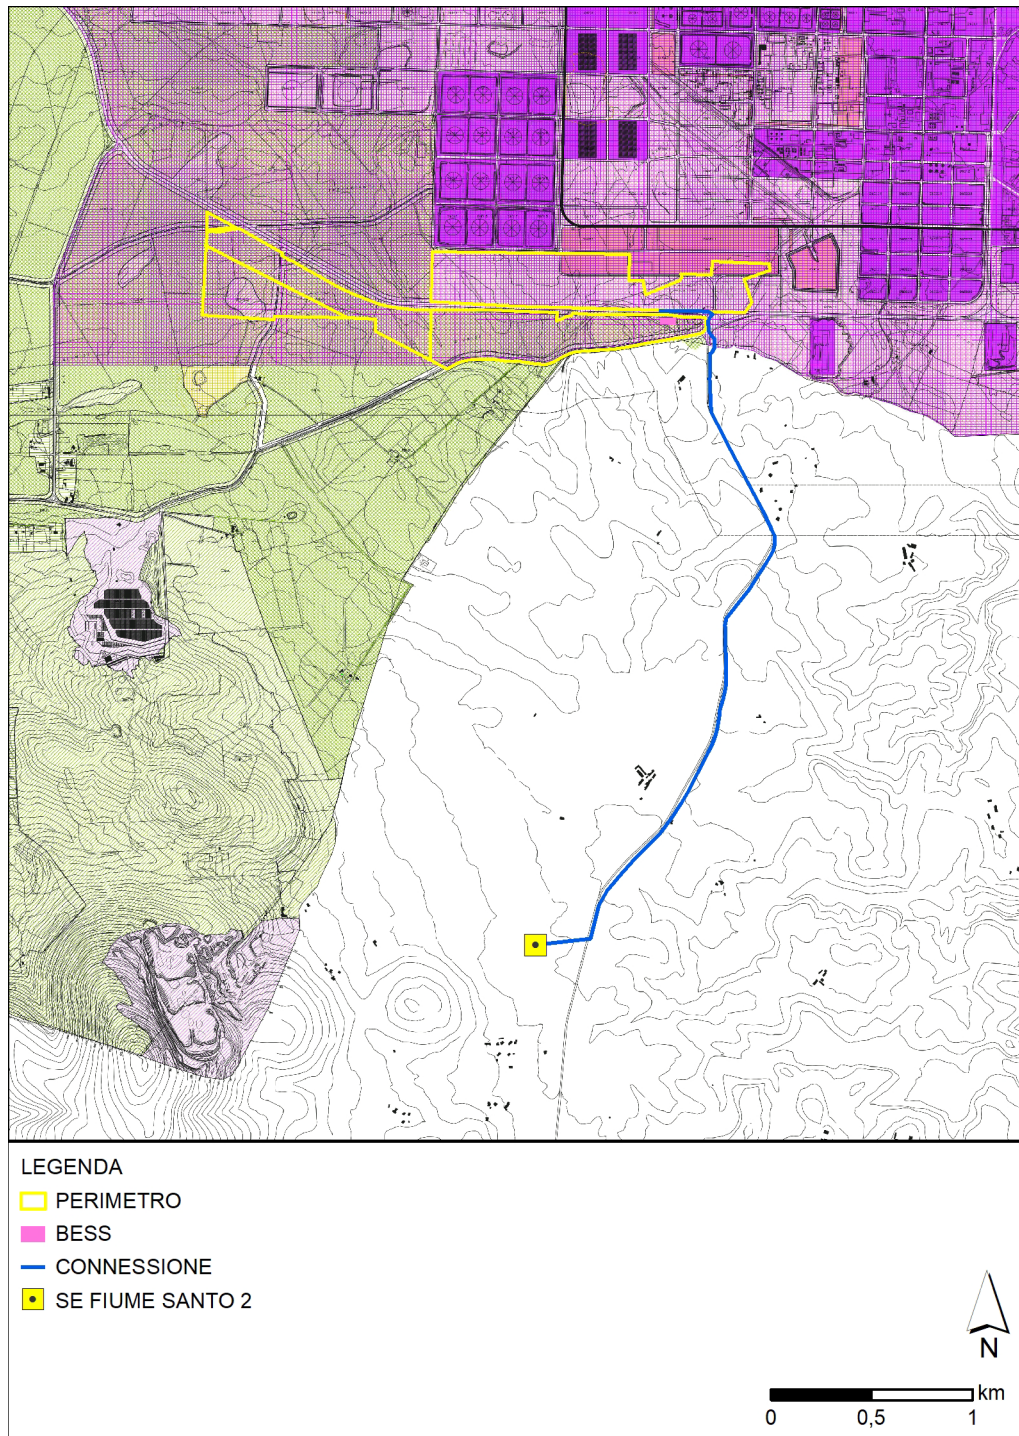 LEGENDA
PERIMETRO
BESS
CONNESSIONE
SE FIUME SANTO 2
N
km
0 0,5 1